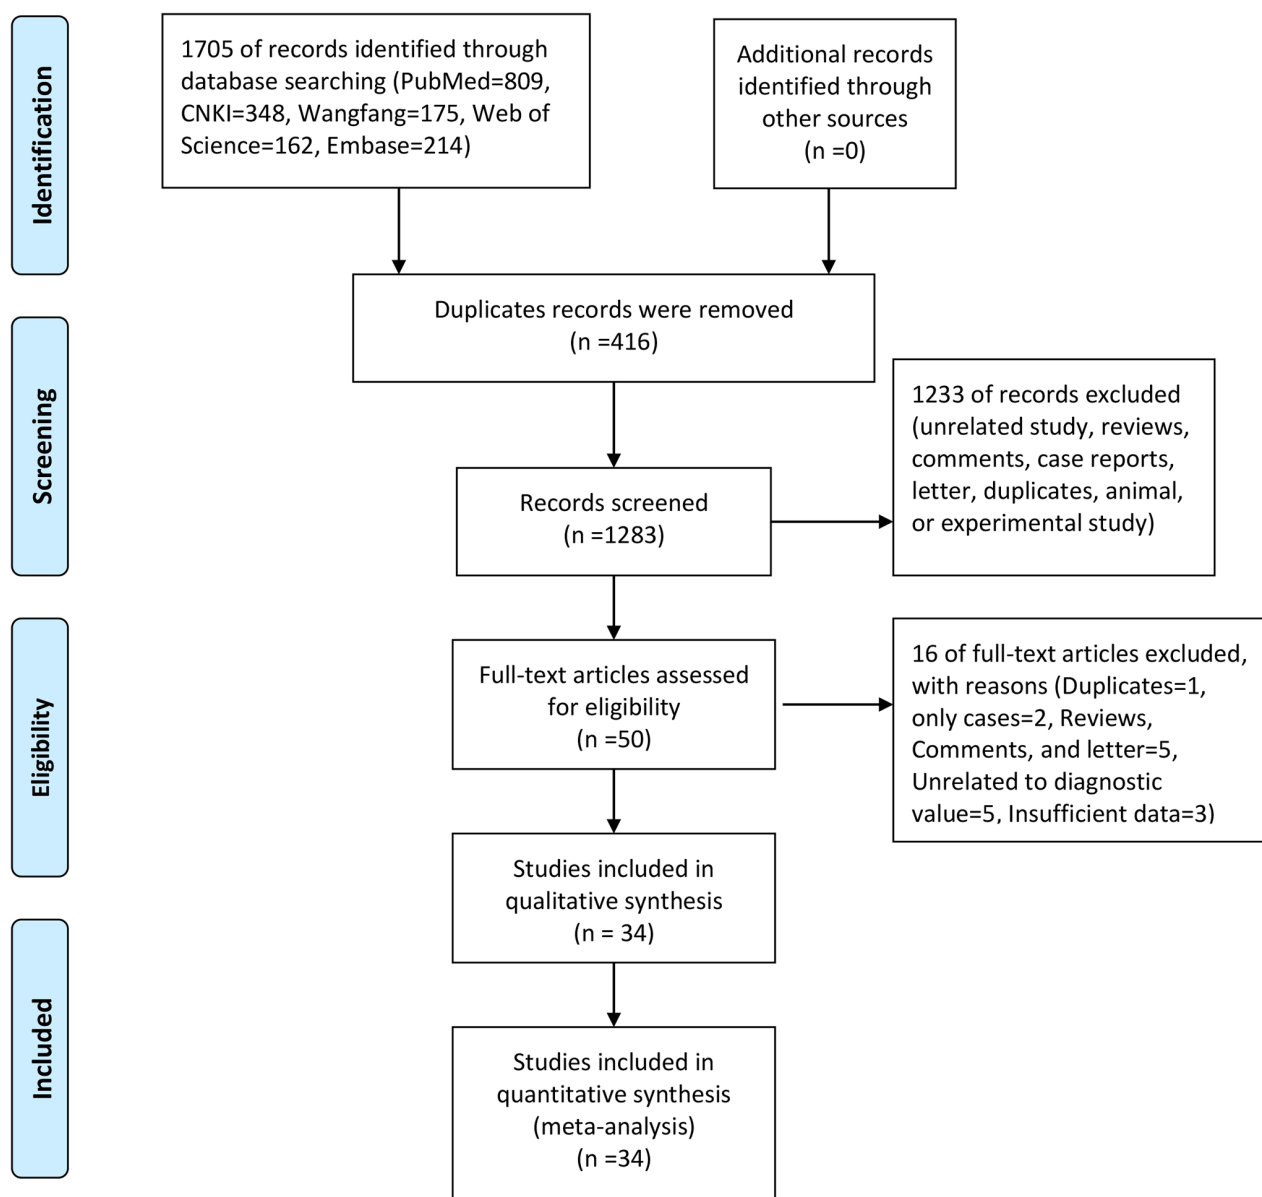 Identification
1705 of records identified through
database searching (PubMed=809,
CNKI=348, Wangfang=175, Web of
Science=162, Embase=214)
Additional records
identified through
other sources
(n =0)
Duplicates records were removed
(n =416)
Screening
Records screened
(n =1283)
1233 of records excluded
(unrelated study, reviews,
comments, case reports,
letter, duplicates, animal,
or experimental study)
Eligibility
Full-text articles assessed
for eligibility
(n =50)
16 of full-text articles excluded,
with reasons (Duplicates=1,
only cases=2, Reviews,
Comments, and letter=5,
Unrelated to diagnostic
value=5, Insufficient data=3)
Studies included in
qualitative synthesis
(n = 34)
Included
Studies included in
quantitative synthesis
(meta-analysis)
(n =34)